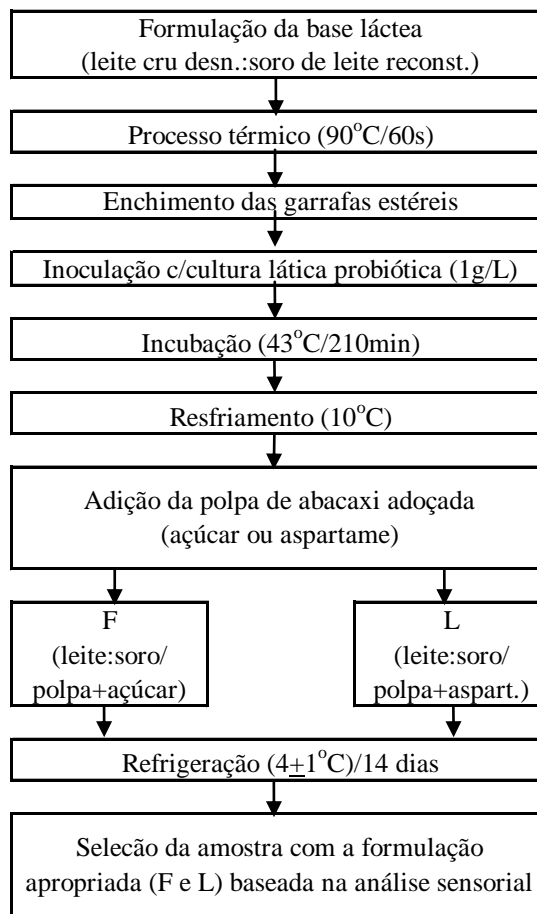 Formulação da base láctea
(leite cru desn.:soro de leite reconst.)
Processo térmico (90°C/60s)
Enchimento das garrafas estéreis
Inoculação c/cultura lática probiótica (1g/L)
Incubação (43°C/210min)
Resfriamento (10°C)
Adição da polpa de abacaxi adoçada
(açúcar ou aspartame)
F
(leite:soro/
polpa+açúcar)
L
(leite:soro/
polpa+aspart.)
Refrigeração (4±1°C)/14 dias
Selecão da amostra com a formulação
apropriada (F e L) baseada na análise sensorial